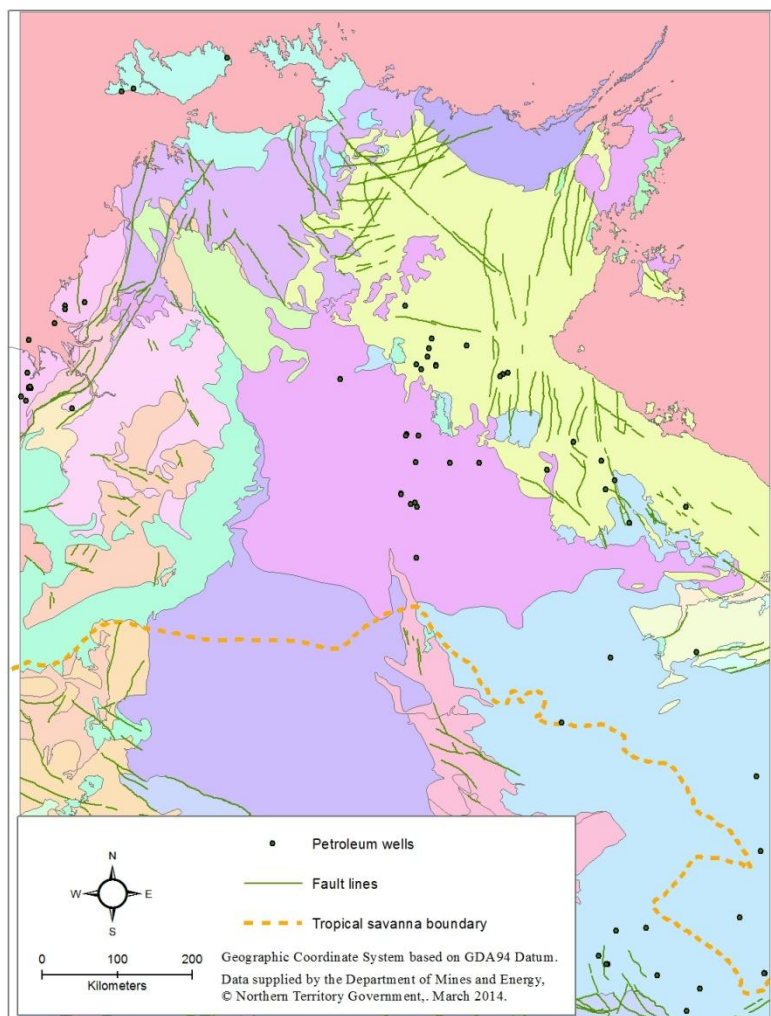 N
W E
S
0 100 200
Kilometers
Petroleum wells
Fault lines
Tropical savanna boundary
Geographic Coordinate System based on GDA94 Datum.
Data supplied by the Department of Mines and Energy,
© Northern Territory Government,. March 2014.